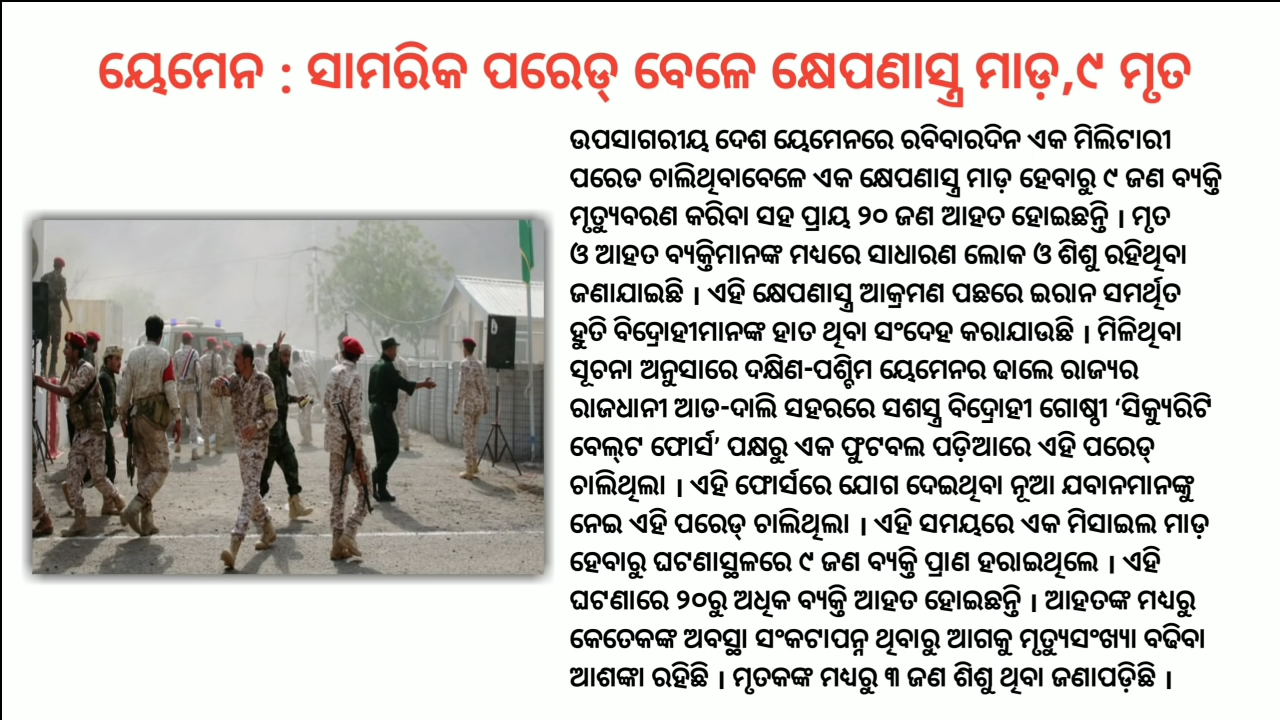 ୟେମେନ : ସାମରିକ ପରେଡ୍ ବେଳେ କ୍ଷେପଣାସ୍ତ୍ର ମାଡ଼,୯ ମୃତ
ଉପସାଗରୀୟ ଦେଶ ୟେମେନରେ ରବିବାରଦିନ ଏକ ମିଲିଟାରୀ
ପରେଡ ଚାଲିଥିବାବେଳେ ଏକ କ୍ଷେପଣାସ୍ତ୍ର ମାଡ଼ ହେବାରୁ ୯ ଜଣ ବ୍ୟକ୍ତି
ମୃତ୍ୟୁବରଣ କରିବା ସହ ପ୍ରାୟ ୨୦ ଜଣ ଆହତ ହୋଇଛନ୍ତି । ମୃତ
ଓ ଆହତ ବ୍ୟକ୍ତିମାନଙ୍କ ମଧ୍ୟରେ ସାଧାରଣ ଲୋକ ଓ ଶିଶୁ ରହିଥିବା
ଜଣାଯାଇଛି । ଏହି କ୍ଷେପଣାସ୍ତ୍ର ଆକ୍ରମଣ ପଛରେ ଇରାନ ସମର୍ଥିତ
ହୁତି ବିଦ୍ରୋହୀମାନଙ୍କ ହାତ ଥିବା ସଂଦେହ କରାଯାଉଛି । ମିଳିଥିବା
ସୂଚନା ଅନୁସାରେ ଦକ୍ଷିଣ-ପଶ୍ଚିମ ୟେମେନର ଢାଲେ ରାଜ୍ୟର
ରାଜଧାନୀ ଆଡ-ଦାଲି ସହରରେ ସଶସ୍ତ୍ର ବିଦ୍ରୋହୀ ଗୋଷ୍ଠୀ ‘ସିକ୍ୟୁରିଟି
ବେଲ୍‌ଟ ଫୋର୍ସ’ ପକ୍ଷରୁ ଏକ ଫୁଟବଲ ପଡ଼ିଆରେ ଏହି ପରେଡ୍
ଚାଲିଥିଲା । ଏହି ଫୋର୍ସରେ ଯୋଗ ଦେଇଥିବା ନୂଆ ଯବାନମାନଙ୍କୁ
ନେଇ ଏହି ପରେଡ୍ ଚାଲିଥିଲା । ଏହି ସମୟରେ ଏକ ମିସାଇଲ ମାଡ଼
ହେବାରୁ ଘଟଣାସ୍ଥଳରେ ୯ ଜଣ ବ୍ୟକ୍ତି ପ୍ରାଣ ହରାଇଥିଲେ । ଏହି
ଘଟଣାରେ ୨୦ରୁ ଅଧିକ ବ୍ୟକ୍ତି ଆହତ ହୋଇଛନ୍ତି । ଆହତଙ୍କ ମଧ୍ୟରୁ
କେତେକଙ୍କ ଅବସ୍ଥା ସଂକଟାପନ୍ନ ଥିବାରୁ ଆଗକୁ ମୃତ୍ୟୁସଂଖ୍ୟା ବଢିବା
ଆଶଙ୍କା ରହିଛି । ମୃତକଙ୍କ ମଧ୍ୟରୁ ୩ ଜଣ ଶିଶୁ ଥିବା ଜଣାପଡ଼ିଛି ।